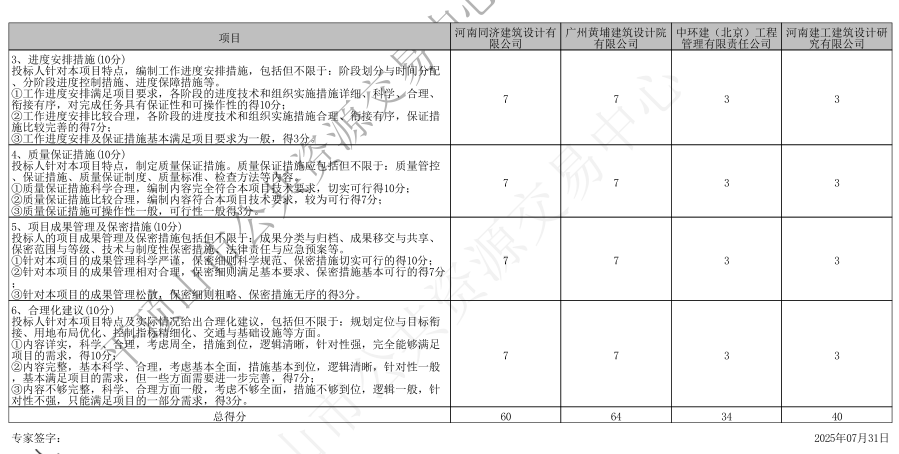 项目 河南同济建筑设计有限公司 广州黄埔建筑设计院有限公司 中环建（北京）工程管理有限责任公司 河南建工建筑设计研究有限公司
3、进度安排措施(10分)
投标人针对本项目特点，编制工作进度安排措施，包括但不限于：阶段划分与时间分配
、分阶段进度控制措施、进度保障措施等。
①工作进度安排满足项目要求，各阶段的进度技术和组织实施措施详细、科学、合理、
衔接有序，对完成任务具有保证性和可操作性的得10分；
②工作进度安排比较合理，各阶段的进度技术和组织实施措施合理、衔接有序，保证措
施比较完善的得7分；
③工作进度安排及保证措施基本满足项目要求为一般，得3分。
7 7 3 3
4、质量保证措施(10分)
投标人针对本项目特点，制定质量保证措施。质量保证措施应包括但不限于：质量管控
、保证措施、质量保证制度、质量标准、检查方法等内容。
①质量保证措施科学合理，编制内容完全符合本项目技术要求，切实可行得10分；
②质量保证措施比较合理，编制内容符合本项目技术要求，较为可行得7分；
③质量保证措施可操作性一般，可行性一般得3分。
7 7 3 3
5、项目成果管理及保密措施(10分)
投标人的项目成果管理及保密措施包括但不限于：成果分类与归档、成果移交与共享、
保密范围与等级、技术与制度性保密措施、法律责任与应急预案等。
①针对本项目的成果管理科学严谨，保密细则科学规范、保密措施切实可行的得10分；
②针对本项目的成果管理相对合理，保密细则满足基本要求、保密措施基本可行的得7分
；
③针对本项目的成果管理松散，保密细则粗略、保密措施无序的得3分。
7 7 3 3
6、合理化建议(10分)
投标人针对本项目特点及实际情况给出合理化建议，包括但不限于：规划定位与目标衔
接、用地布局优化、控制指标精细化、交通与基础设施等方面。
①内容详实，科学、合理，考虑周全，措施到位，逻辑清晰，针对性强，完全能够满足
项目的需求，得10分；
②内容完整，基本科学、合理，考虑基本全面，措施基本到位，逻辑清晰，针对性一般
，基本满足项目的需求，但一些方面需要进一步完善，得7分；
③内容不够完整，科学、合理方面一般，考虑不够全面，措施不够到位，逻辑一般，针
对性不强，只能满足项目的一部分需求，得3分。
7 7 3 3
总得分 60 64 34 40
专家签字： 2025年07月31日
平顶山市公共资源交易中心
山市公共资源交易中心